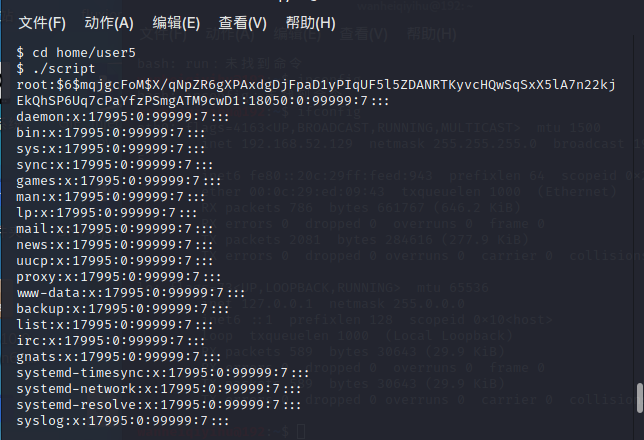 文件(F) 动作(A) 编辑(E) 查看(V) 帮助(H)
$ cd home/user5
$ ./script
root:$6$mqjgcFoM$X/qNpZR6gXPAxdgDjFpaD1yPIqUF5l5ZDANRTKyvcHQwSqSxX5lA7n22kj
EkQhSP6Uq7cPaYfzPSmgATM9cwD1:18050:0:99999:7:::
daemon:x:17995:0:99999:7:::
bin:x:17995:0:99999:7:::
sys:x:17995:0:99999:7:::
sync:x:17995:0:99999:7:::
games:x:17995:0:99999:7:::
man:x:17995:0:99999:7:::
lp:x:17995:0:99999:7:::
mail:x:17995:0:99999:7:::
news:x:17995:0:99999:7:::
uucp:x:17995:0:99999:7:::
proxy:x:17995:0:99999:7:::
www-data:x:17995:0:99999:7:::
backup:x:17995:0:99999:7:::
list:x:17995:0:99999:7:::
irc:x:17995:0:99999:7:::
gnats:x:17995:0:99999:7:::
systemd-timesync:x:17995:0:99999:7:::
systemd-network:x:17995:0:99999:7:::
systemd-resolve:x:17995:0:99999:7:::
syslog:x:17995:0:99999:7:::